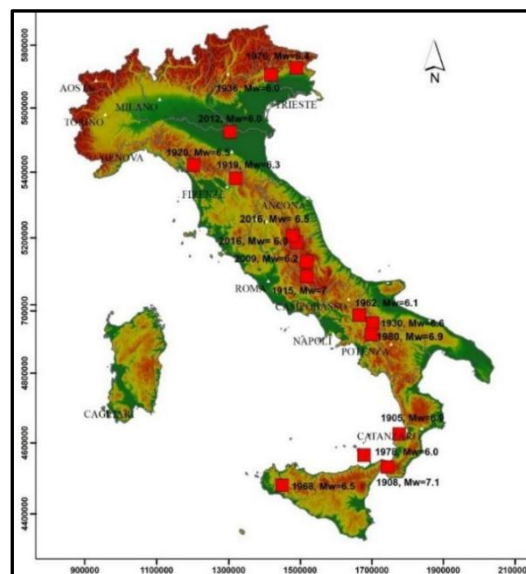 5800000
1976, Mw=6.4
N
AOSTA
1936, Mw=6.0
TRIESTE
5600000
MILANO
TORINO
2012, Mw=6.0
GENOVA
1920, Mw=6.5
1919, Mw=6.3
5400000
FIRENZE
ANCONA
2016, Mw= 6.5
5200000
2016, Mw=
2009, Mw=6.2
ROMA
1915, Mw=7
1962, Mw=6.1
CAMPOBASSO
1930, Mw=6.6
1980, Mw=6.9
NAPOLI
POTENZA
4800000
1905, Mw=6.9
CAGLIARI
CATANZARO
4600000
1978, Mw=6.0
1908, Mw=7.1
1968, Mw=6.5
4400000
900000 1100000 1300000 1500000 1700000 1900000 2100000